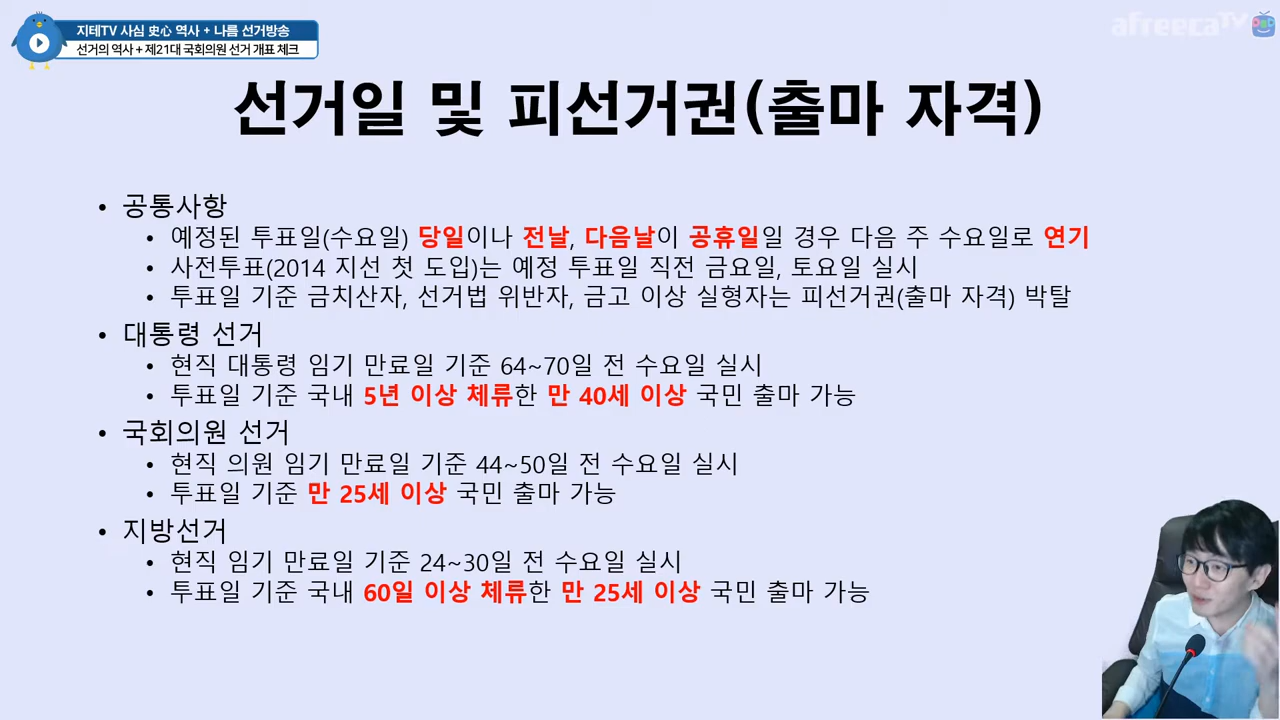 지테TV 사심 史心 역사 + 나름 선거방송
선거의 역사 + 제21대 국회의원 선거 개표 체크
afreecaTV
선거일 및 피선거권(출마 자격)
• 공통사항
• 예정된 투표일(수요일) 당일이나 전날, 다음날이 공휴일일 경우 다음 주 수요일로 연기
• 사전투표(2014 지선 첫 도입)는 예정 투표일 직전 금요일, 토요일 실시
• 투표일 기준 금치산자, 선거법 위반자, 금고 이상 실형자는 피선거권(출마 자격) 박탈
• 대통령 선거
• 현직 대통령 임기 만료일 기준 64~70일 전 수요일 실시
• 투표일 기준 국내 5년 이상 체류한 만 40세 이상 국민 출마 가능
• 국회의원 선거
• 현직 의원 임기 만료일 기준 44~50일 전 수요일 실시
• 투표일 기준 만 25세 이상 국민 출마 가능
• 지방선거
• 현직 임기 만료일 기준 24~30일 전 수요일 실시
• 투표일 기준 국내 60일 이상 체류한 만 25세 이상 국민 출마 가능